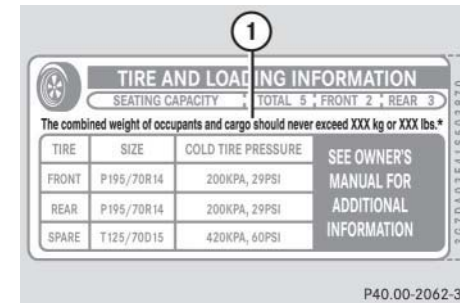 1
TIRE AND LOADING INFORMATION
SEATING CAPACITY TOTAL 5 FRONT 2 REAR 3
The combined weight of occupants and cargo should never exceed XXX kg or XXX lbs.*
TIRE SIZE COLD TIRE PRESSURE
FRONT P195/70R14 200KPA, 29PSI
REAR P195/70R14 200KPA, 29PSI
SPARE T125/70D15 420KPA, 60PSI
SEE OWNER'S
MANUAL FOR
ADDITIONAL
INFORMATION
P40.00-2062-3